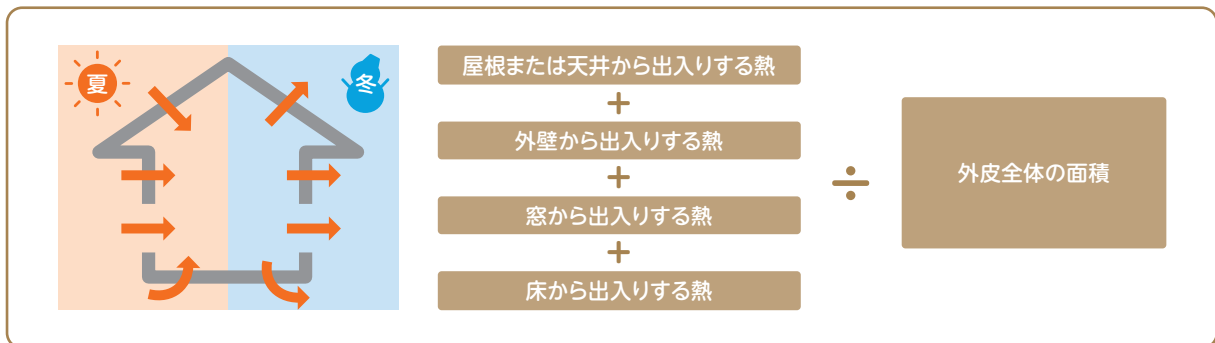 夏
冬
屋根または天井から出入りする熱
+
外壁から出入りする熱
+
窓から出入りする熱
+
床から出入りする熱
÷
外皮全体の面積